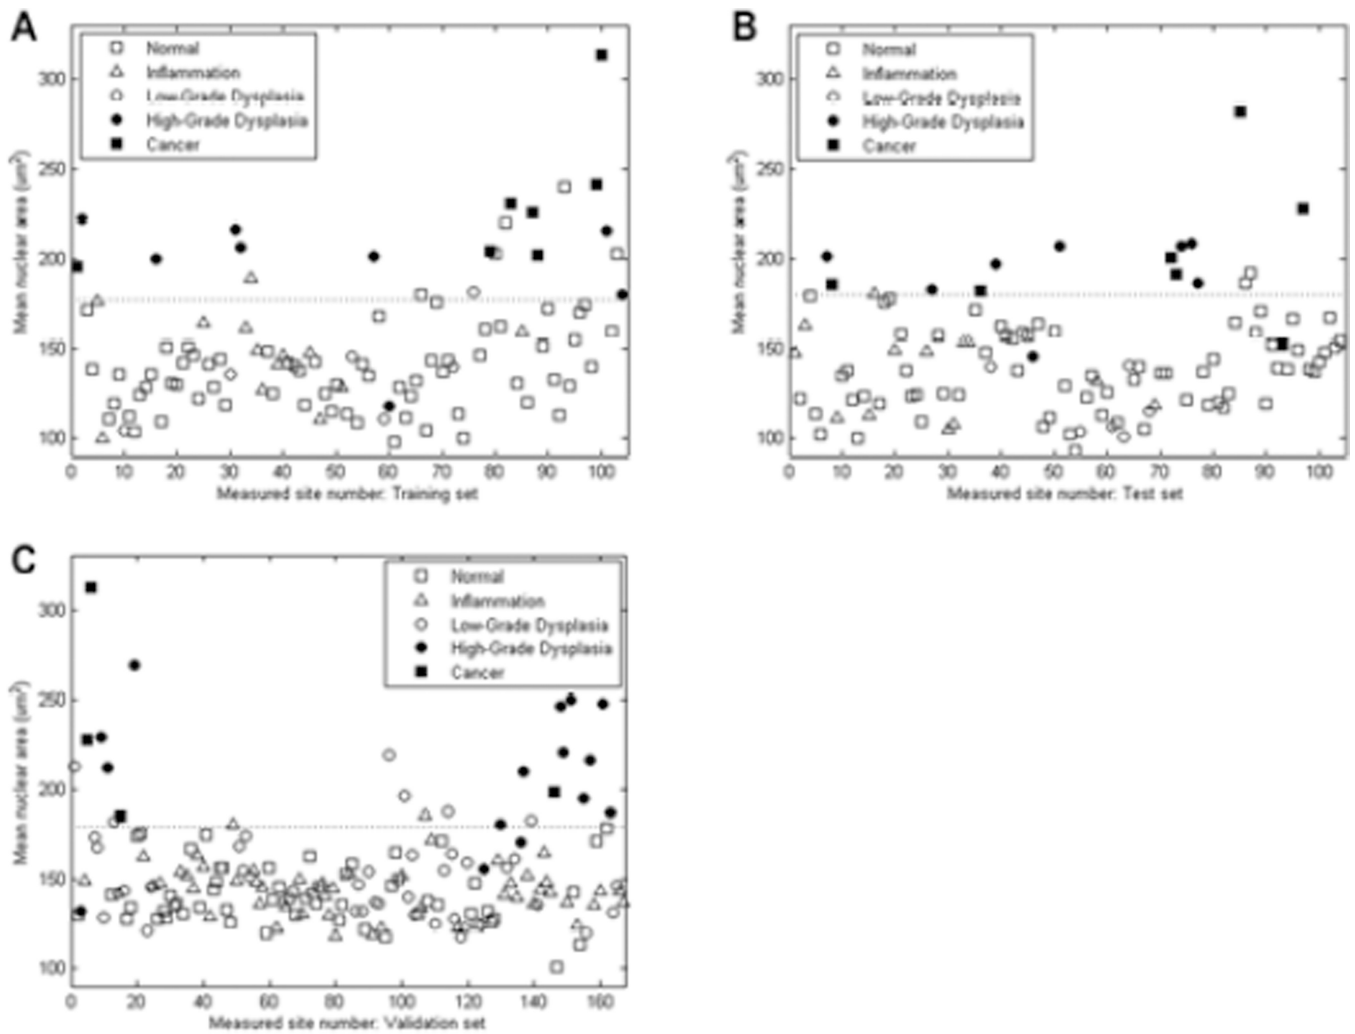 A
Normal
Inflammation
Low-Grade Dysplasia
High-Grade Dysplasia
Cancer
Mean nuclear area (um²)
300
250
200
150
100
0 10 20 30 40 50 60 70 80 90 100
Measured site number: Training set
B
Normal
Inflammation
Low-Grade Dysplasia
High-Grade Dysplasia
Cancer
Mean nuclear area (um²)
300
250
200
150
100
0 10 20 30 40 50 60 70 80 90 100
Measured site number: Test set
C
Normal
Inflammation
Low-Grade Dysplasia
High-Grade Dysplasia
Cancer
Mean nuclear area (um²)
300
250
200
150
100
0 20 40 60 80 100 120 140 160
Measured site number: Validation set